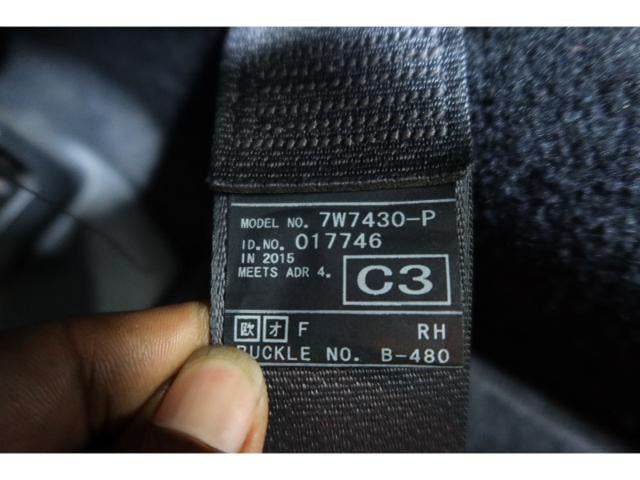 MODEL NO. 7W7430-P
ID.NO. 017746
IN 2015
MEETS ADR 4.
C3
欧 オ F RH
BUCKLE NO. B-480